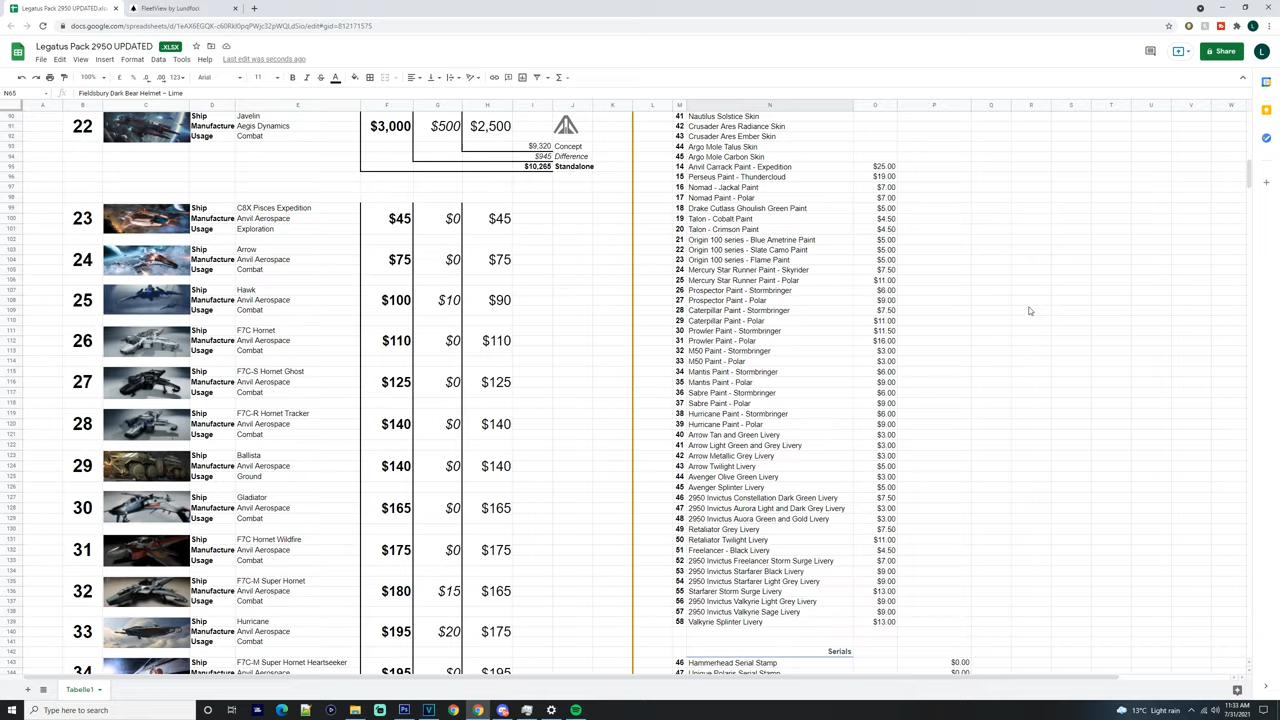 Legatus Pack 2950 UPDATED.xlsx
FleetView by Lundfoci
docs.google.com/spreadsheets/d/1eAX6EGQK-c60RkI0pqPWjc32pWQLdSio/edit#gid=812171575
Legatus Pack 2950 UPDATED .XLSX
File Edit View Insert Format Data Tools Help Last edit was seconds ago
Share
L
100% £ % .0 .00 123 Arial 11
N65 fx Fieldsbury Dark Bear Helmet – Lime
A B C D E F G H I J K L M N O P Q R S T U V W
22 Ship Javelin
Manufacture Aegis Dynamics $3,000 $500 $2,500
Usage Combat
$9,320 Concept
$945 Difference
$10,265 Standalone
23 Ship C8X Pisces Expedition
Manufacture Anvil Aerospace $45 $0 $45
Usage Exploration
24 Ship Arrow
Manufacture Anvil Aerospace $75 $0 $75
Usage Combat
25 Ship Hawk
Manufacture Anvil Aerospace $100 $10 $90
Usage Combat
26 Ship F7C Hornet
Manufacture Anvil Aerospace $110 $0 $110
Usage Combat
27 Ship F7C-S Hornet Ghost
Manufacture Anvil Aerospace $125 $0 $125
Usage Combat
28 Ship F7C-R Hornet Tracker
Manufacture Anvil Aerospace $140 $0 $140
Usage Combat
29 Ship Ballista
Manufacture Anvil Aerospace $140 $0 $140
Usage Ground
30 Ship Gladiator
Manufacture Anvil Aerospace $165 $0 $165
Usage Combat
31 Ship F7C Hornet Wildfire
Manufacture Anvil Aerospace $175 $0 $175
Usage Combat
32 Ship F7C-M Super Hornet
Manufacture Anvil Aerospace $180 $15 $165
Usage Combat
33 Ship Hurricane
Manufacture Anvil Aerospace $195 $20 $175
Usage Combat
34 Ship F7C-M Super Hornet Heartseeker
Manufacture Anvil Aerospace $195 $0 $195
41 Nautilus Solstice Skin
42 Crusader Ares Radiance Skin
43 Crusader Ares Ember Skin
44 Argo Mole Talus Skin
45 Argo Mole Carbon Skin
14 Anvil Carrack Paint - Expedition $25.00
15 Perseus Paint - Thundercloud $19.00
16 Nomad - Jackal Paint $7.00
17 Nomad Paint - Polar $7.00
18 Drake Cutlass Ghoulish Green Paint $5.00
19 Talon - Cobalt Paint $4.50
20 Talon - Crimson Paint $4.50
21 Origin 100 series - Blue Ametrine Paint $5.00
22 Origin 100 series - Slate Camo Paint $5.00
23 Origin 100 series - Flame Paint $5.00
24 Mercury Star Runner Paint - Skyrider $7.50
25 Mercury Star Runner Paint - Polar $11.00
26 Prospector Paint - Stormbringer $6.00
27 Prospector Paint - Polar $9.00
28 Caterpillar Paint - Stormbringer $7.50
29 Caterpillar Paint - Polar $11.00
30 Prowler Paint - Stormbringer $11.50
31 Prowler Paint - Polar $16.00
32 M50 Paint - Stormbringer $3.00
33 M50 Paint - Polar $3.00
34 Mantis Paint - Stormbringer $6.00
35 Mantis Paint - Polar $9.00
36 Sabre Paint - Stormbringer $6.00
37 Sabre Paint - Polar $9.00
38 Hurricane Paint - Stormbringer $6.00
39 Hurricane Paint - Polar $9.00
40 Arrow Tan and Green Livery $3.00
41 Arrow Light Green and Grey Livery $3.00
42 Arrow Metallic Grey Livery $3.00
43 Arrow Twilight Livery $5.00
44 Avenger Olive Green Livery $3.00
45 Avenger Splinter Livery $5.00
46 2950 Invictus Constellation Dark Green Livery $7.50
47 2950 Invictus Aurora Light and Dark Grey Livery $3.00
48 2950 Invictus Auora Green and Gold Livery $3.00
49 Retaliator Grey Livery $7.50
50 Retaliator Twilight Livery $11.00
51 Freelancer - Black Livery $4.50
52 2950 Invictus Freelancer Storm Surge Livery $7.00
53 2950 Invictus Starfarer Black Livery $9.00
54 2950 Invictus Starfarer Light Grey Livery $9.00
55 Starfarer Storm Surge Livery $13.00
56 2950 Invictus Valkyrie Light Grey Livery $9.00
57 2950 Invictus Valkyrie Sage Livery $9.00
58 Valkyrie Splinter Livery $13.00
Serials
46 Hammerhead Serial Stamp $0.00
47 Unique Polaris Serial Stamp $0.00
Tabelle1
Type here to search
13°C Light rain
11:33 AM
7/31/2021